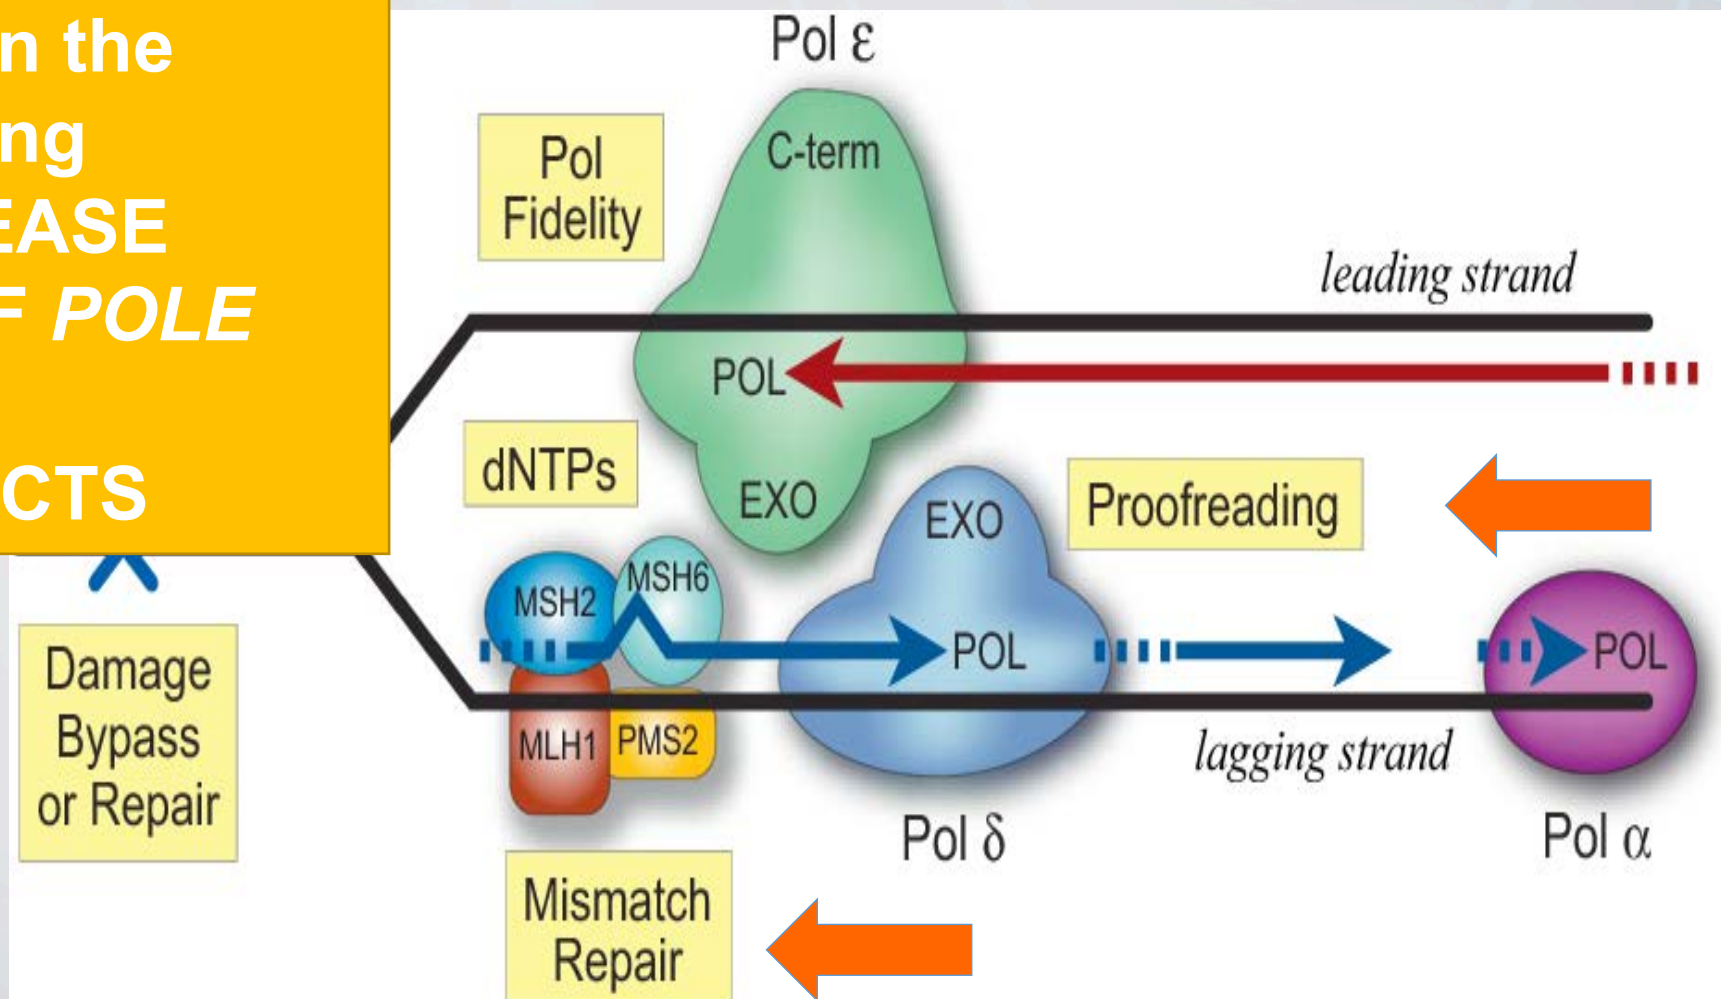 n the
ng
EASE
F POLE
CTS
Pol ε
C-term
Pol
Fidelity
leading strand
POL
dNTPs
EXO
EXO
Proofreading
MSH2
MSH6
POL
POL
Damage
Bypass
or Repair
MLH1
PMS2
lagging strand
Pol δ
Pol α
Mismatch
Repair